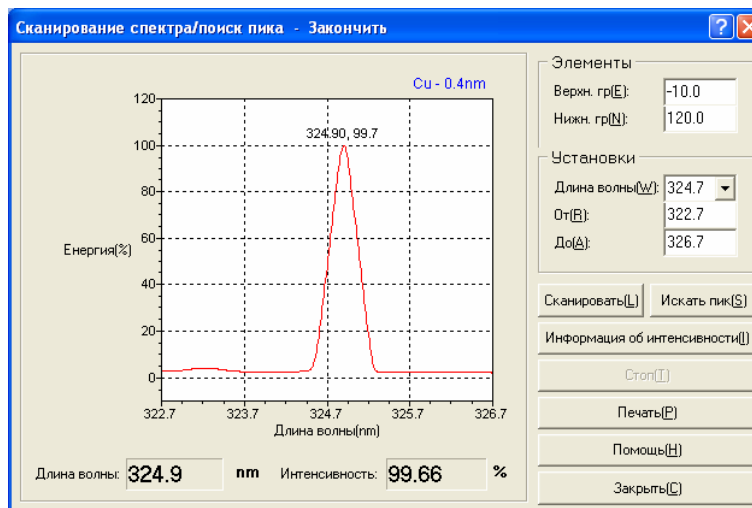 Сканирование спектра/поиск пика - Закончить
Cu - 0.4nm
324.90, 99.7
120
100
80
60
40
20
0
Енергия(%)
322.7 323.7 324.7 325.7 326.7
Длина волны(nm)
Длина волны: 324.9 nm Интенсивность: 99.66 %
Элементы
Верхн. гр(E): -10.0
Нижн. гр(N): 120.0
Установки
Длина волны(W): 324.7
От(R): 322.7
До(A): 326.7
Сканировать(L) Искать пик(S)
Информация об интенсивности(I)
Стоп(T)
Печать(P)
Помощь(H)
Закрыть(C)